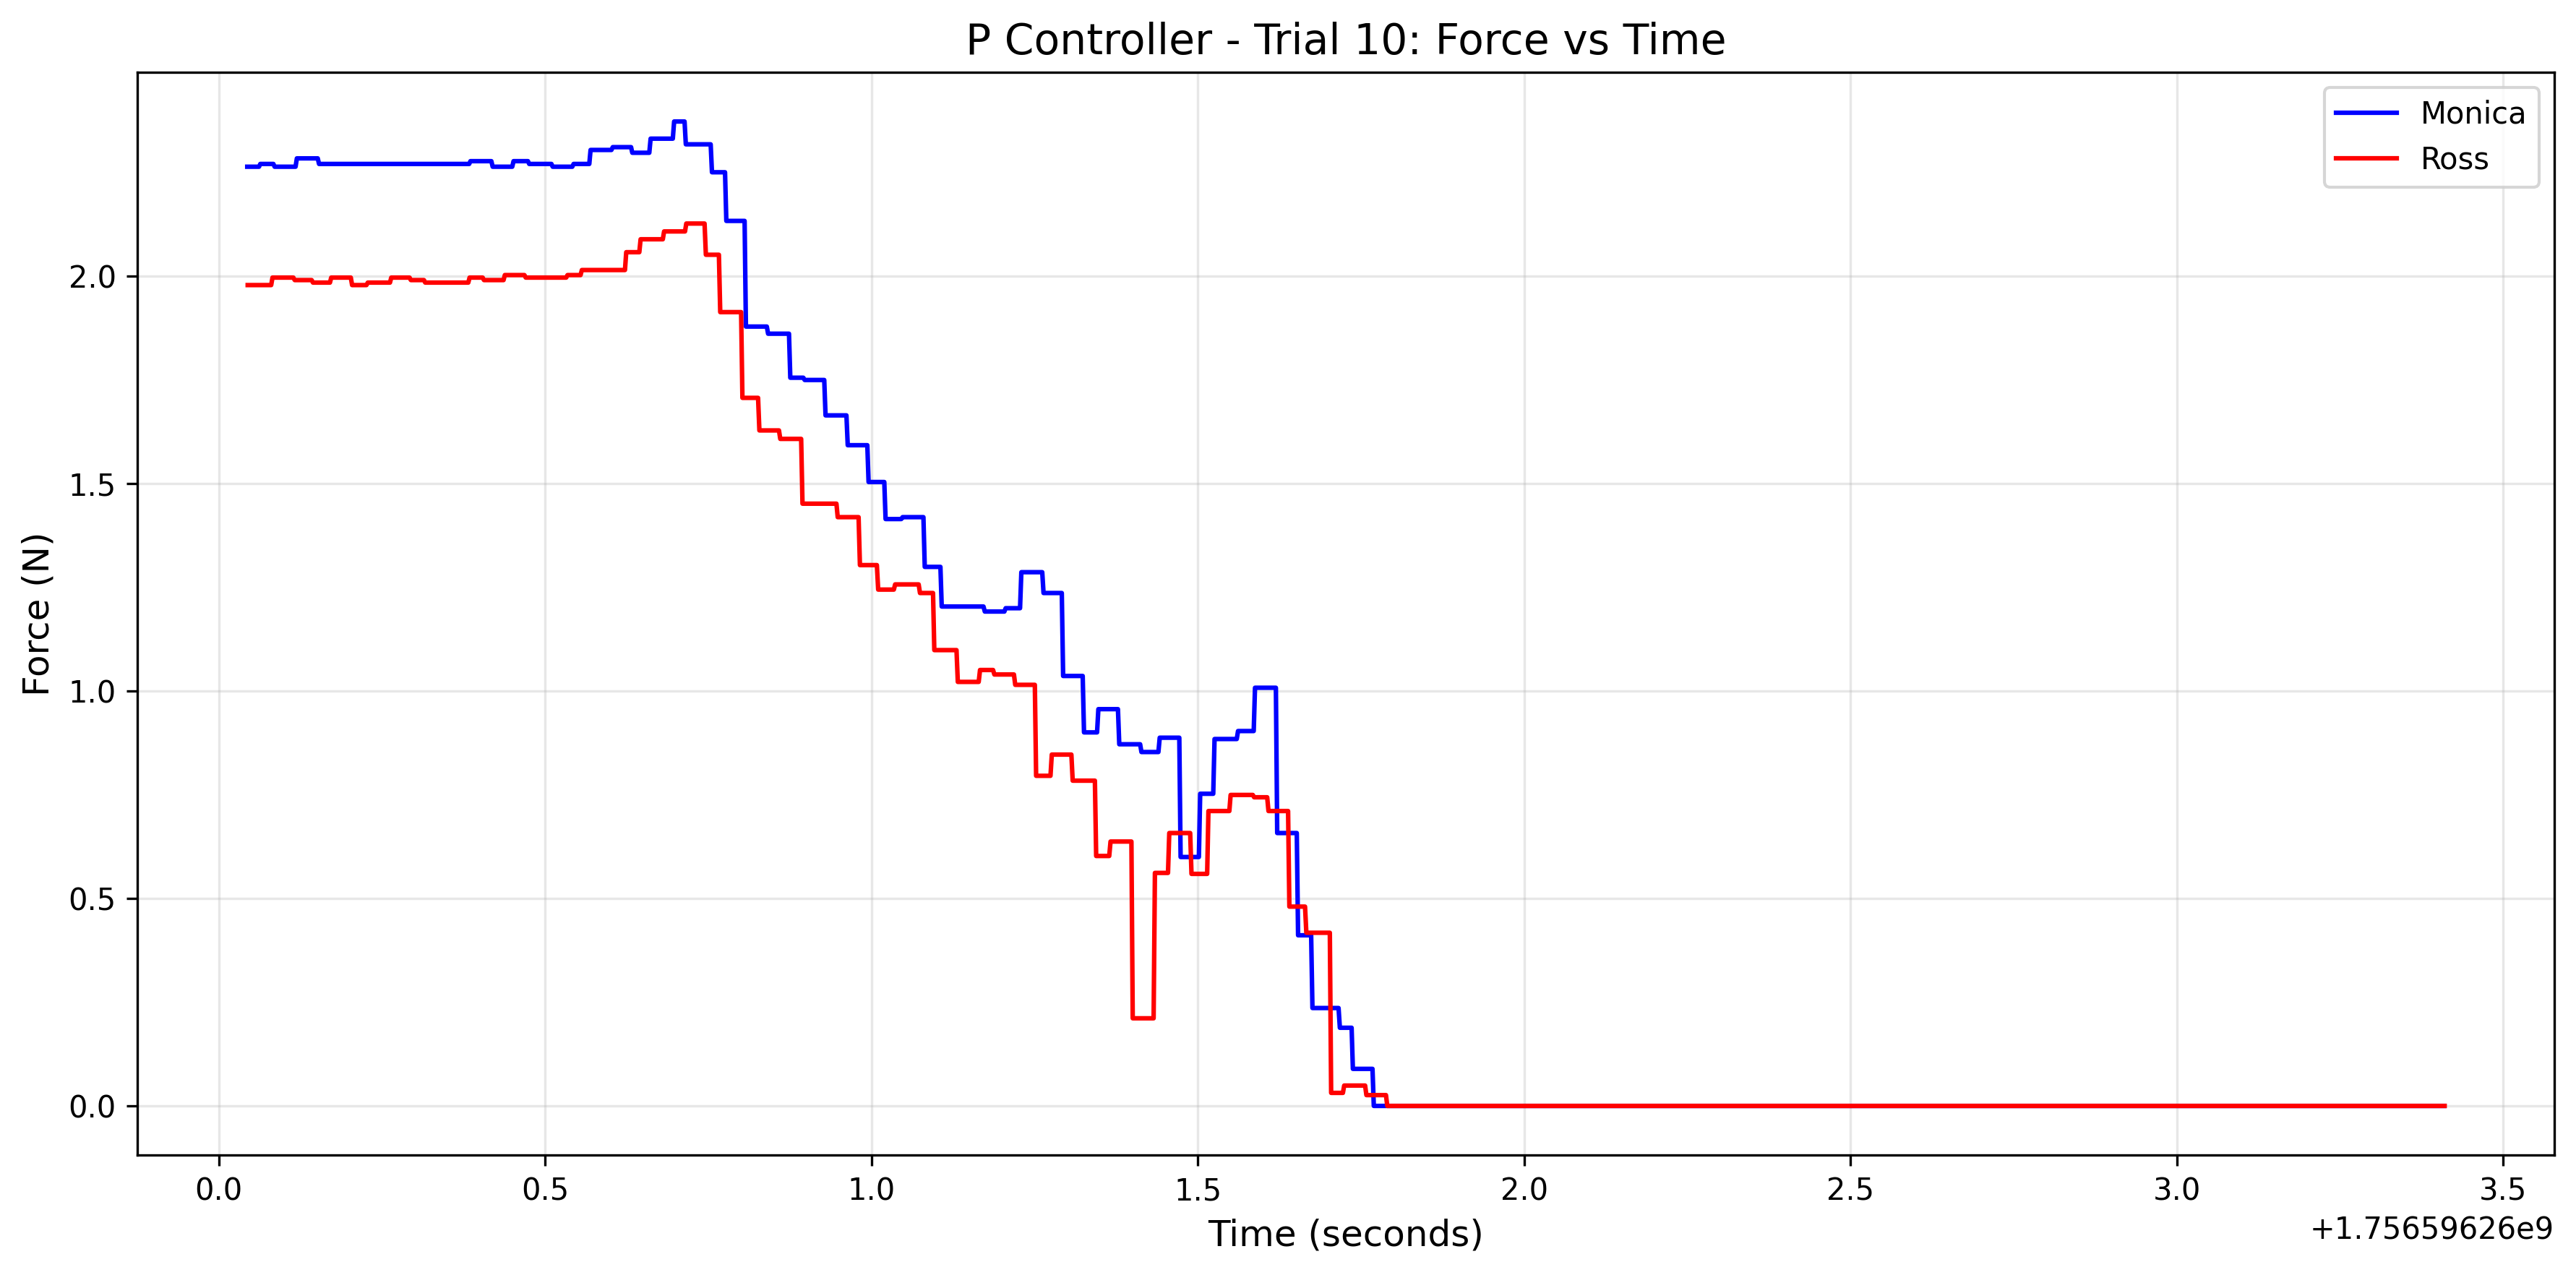 P Controller - Trial 10: Force vs Time
Monica
Ross
Force (N)
2.0
1.5
1.0
0.5
0.0
0.0 0.5 1.0 1.5 2.0 2.5 3.0 3.5
Time (seconds)
+1.75659626e9